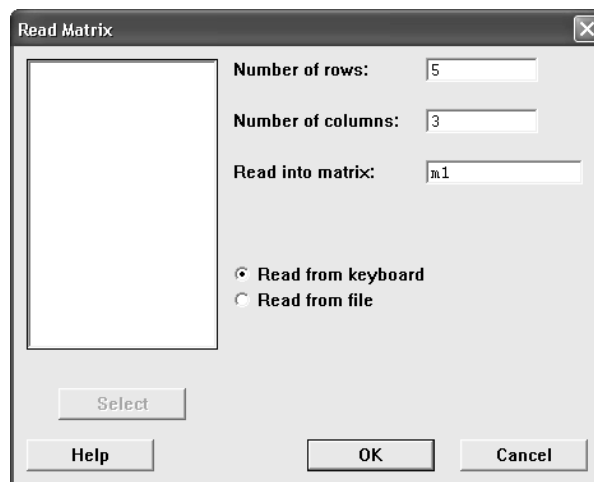 Read Matrix
Number of rows: 5
Number of columns: 3
Read into matrix: m1
Read from keyboard
Read from file
Select
Help OK Cancel